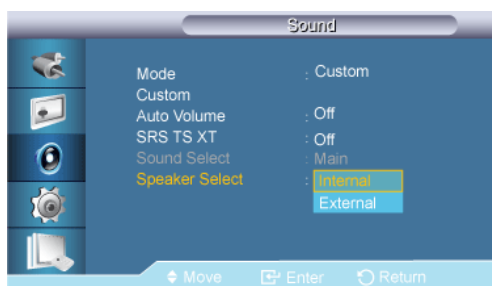 Sound
Mode : Custom
Custom
Auto Volume : Off
SRS TS XT : Off
Sound Select : Main
Speaker Select : Internal
External
Move Enter Return